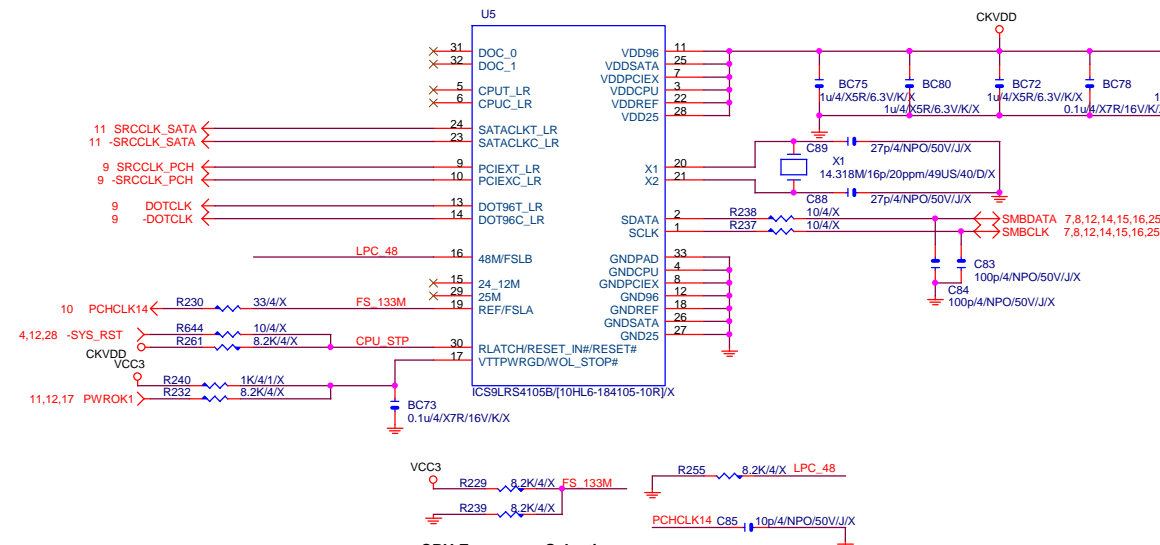 U5
CKVDD
31 DOC_0
32 DOC_1
5 CPUT_LR
6 CPUC_LR
11 SRCCLK_SATA 24 SATACLKT_LR
11 -SRCCLK_SATA 23 SATACLKC_LR
9 SRCCLK_PCH 9 PCIEXT_LR
9 -SRCCLK_PCH 10 PCIEXC_LR
9 DOTCLK 13 DOT96T_LR
9 -DOTCLK 14 DOT96C_LR
LPC_48 16 48M/FSLB
15 24_12M
29 25M
10 PCHCLK14 R230 33/4/X FS_133M 19 REF/FSLA
4,12,28 -SYS_RST R644 10/4/X
CKVDD R261 8.2K/4/X CPU_STP 30 RLATCH/RESET_IN#/RESET#
17 VTTPWRGD/WOL_STOP#
VCC3
R240 1K/4/1/X
11,12,17 PWROK1 R232 8.2K/4/X
BC73
0.1u/4/X7R/16V/K/X
VDD96 11
VDDSATA 25
VDDPCIEX 7
VDDCPU 3
VDDREF 22
VDD25 28
BC75 BC80 BC72 BC78
1u/4/X5R/6.3V/K/X 1u/4/X5R/6.3V/K/X 1
1u/4/X5R/6.3V/K/X 0.1u/4/X7R/16V/K/
X1 20
X2 21
C89 27p/4/NPO/50V/J/X
X1
14.318M/16p/20ppm/49US/40/D/X
C88 27p/4/NPO/50V/J/X
SDATA 2 R238 10/4/X SMBDATA 7,8,12,14,15,16,25
SCLK 1 R237 10/4/X SMBCLK 7,8,12,14,15,16,25
GNDPAD 33
GNDCPU 4
GNDPCIEX 8
GND96 12
GNDREF 18
GNDSATA 26
GND25 27
C83
100p/4/NPO/50V/J/X
C84
100p/4/NPO/50V/J/X
ICS9LRS4105B/[10HL6-184105-10R]/X
VCC3
R229 8.2K/4/X FS_133M
R239 8.2K/4/X
R255 8.2K/4/X LPC_48
PCHCLK14 C85 10p/4/NPO/50V/J/X